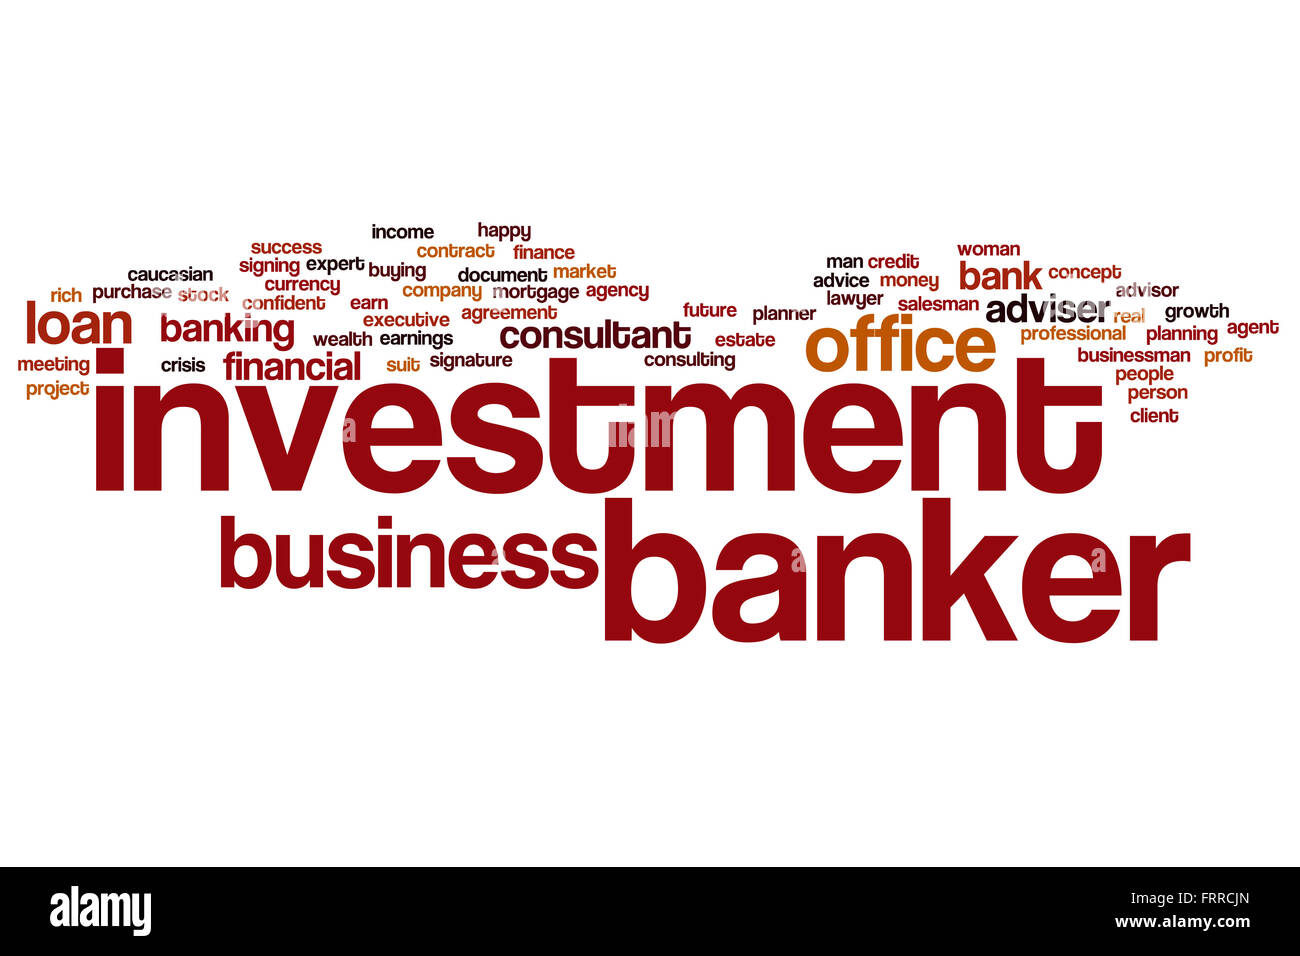 income happy
success contract finance woman
signing expert buying man credit
caucasian currency document market advice money bank concept
rich purchase stock confident earn company mortgage agency lawyer salesman adviser advisor
loan banking executive agreement future planner real growth
wealth earnings consultant estate office professional planning agent
meeting crisis financial suit signature consulting businessman profit
project people
person
client
investment
business banker
alamy
Image ID: FRRCJN
www.alamy.com